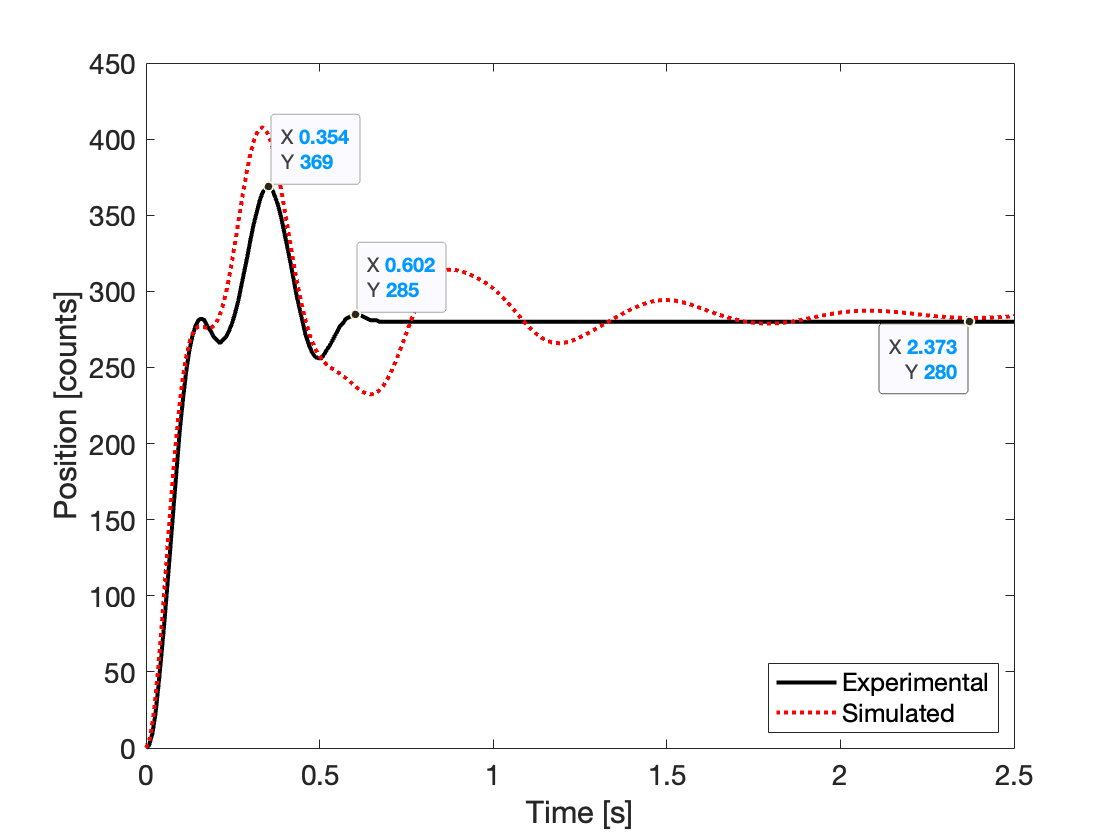 450
400
350
300
250
200
150
100
50
0
Position [counts]
X 0.354
Y 369
X 0.602
Y 285
X 2.373
Y 280
Experimental
Simulated
0 0.5 1 1.5 2 2.5
Time [s]